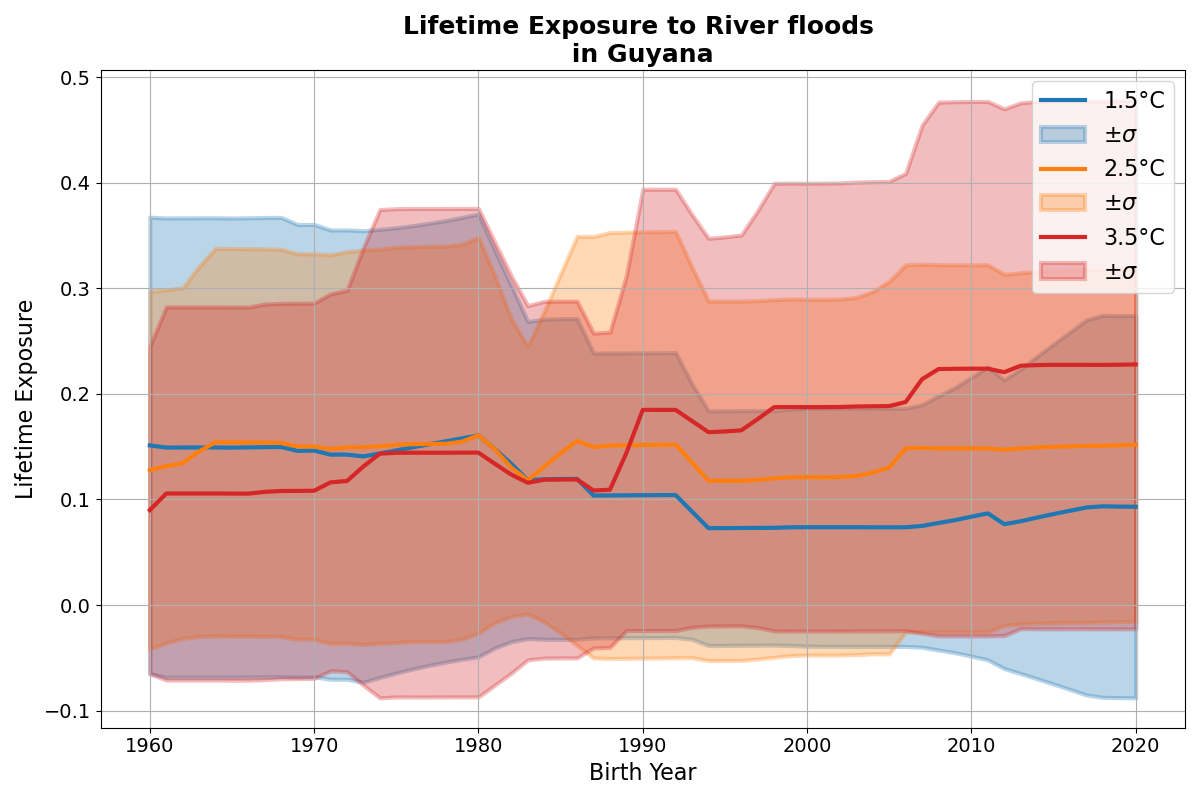 Lifetime Exposure to River floods
in Guyana
Lifetime Exposure
0.5
0.4
0.3
0.2
0.1
0.0
−0.1
1960
1970
1980
1990
2000
2010
2020
Birth Year
1.5°C
±σ
2.5°C
±σ
3.5°C
±σ